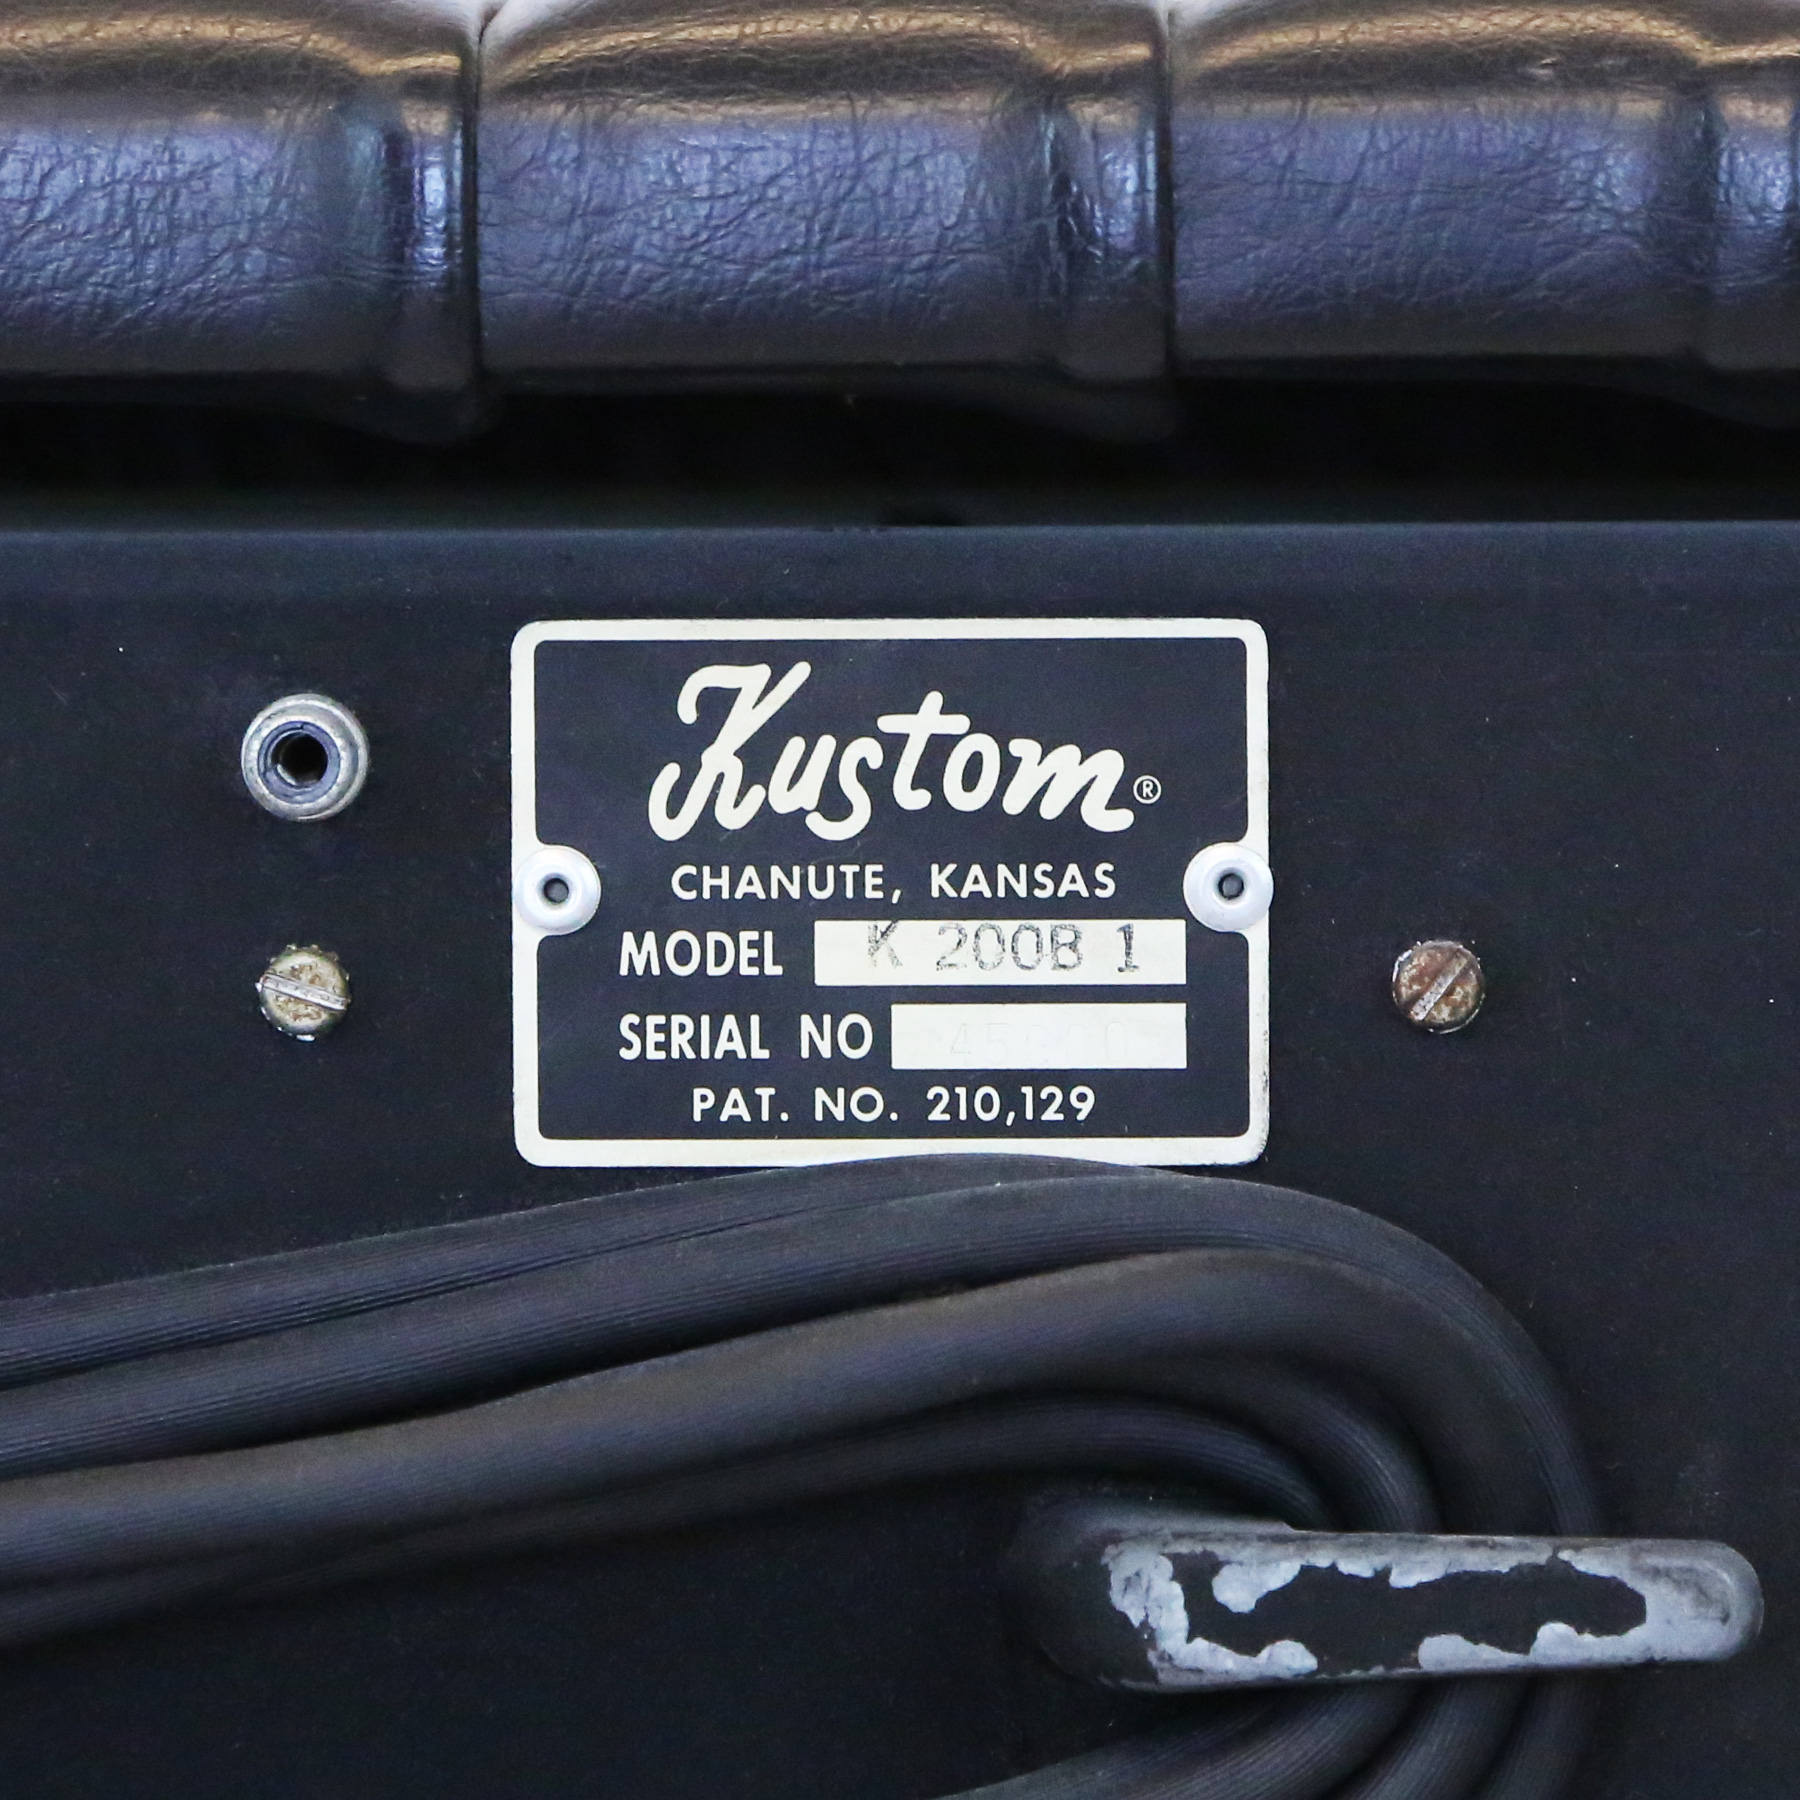 Kustom®
CHANUTE, KANSAS
MODEL K 200B 1
SERIAL NO
PAT. NO. 210,129